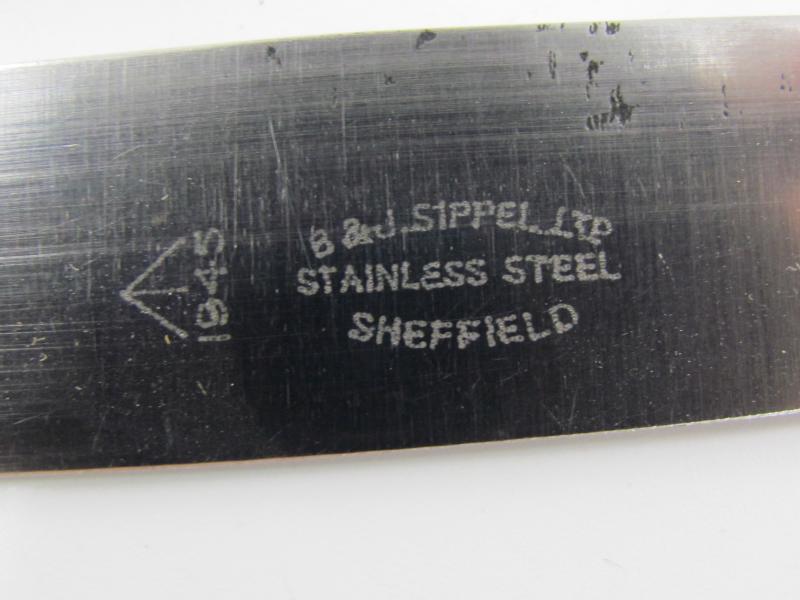 B & J. SIPPEL. LTD
STAINLESS STEEL
SHEFFIELD
1945